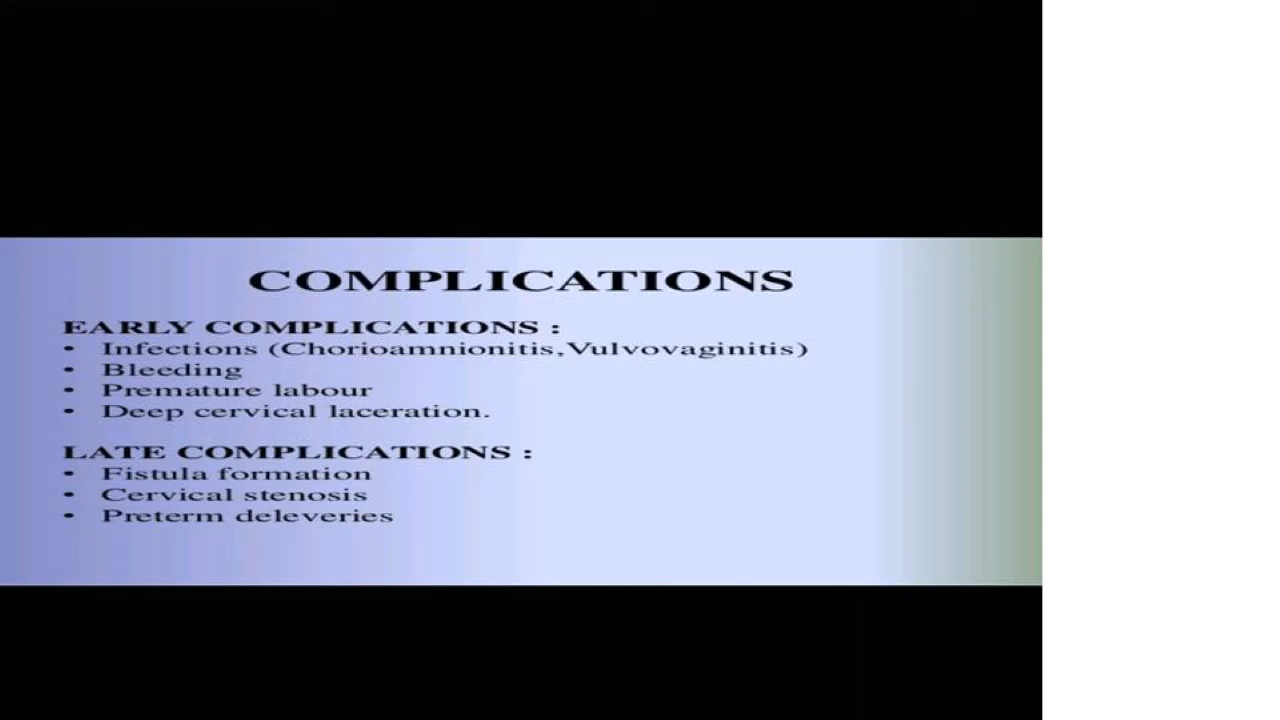 COMPLICATIONS
EARLY COMPLICATIONS :
• Infections (Chorioamnionitis,Vulvovaginitis)
• Bleeding
• Premature labour
• Deep cervical laceration.
LATE COMPLICATIONS :
• Fistula formation
• Cervical stenosis
• Preterm deleveries